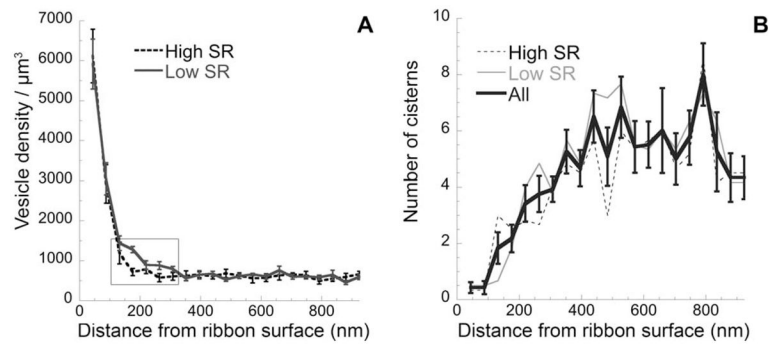 A
High SR
Low SR
Vesicle density / µm³
7000
6000
5000
4000
3000
2000
1000
0
0 200 400 600 800
Distance from ribbon surface (nm)
B
High SR
Low SR
All
Number of cisterns
10
8
6
4
2
0
0 200 400 600 800
Distance from ribbon surface (nm)